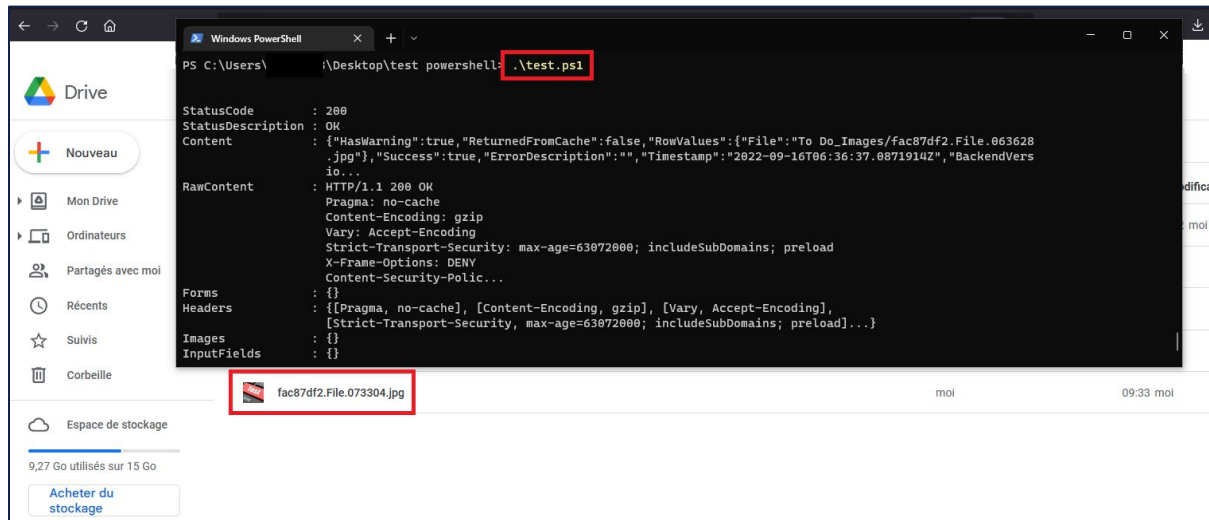 Windows PowerShell
PS C:\Users\ \Desktop\test powershell> .\test.ps1
StatusCode : 200
StatusDescription : OK
Content : {"HasWarning":true,"ReturnedFromCache":false,"RowValues":{"File":"To Do_Images/fac87df2.File.063628
.jpg"},"Success":true,"ErrorDescription":"","Timestamp":"2022-09-16T06:36:37.0871914Z","BackendVers
io...
RawContent : HTTP/1.1 200 OK
Pragma: no-cache
Content-Encoding: gzip
Vary: Accept-Encoding
Strict-Transport-Security: max-age=63072000; includeSubDomains; preload
X-Frame-Options: DENY
Content-Security-Polic...
Forms : {}
Headers : {[Pragma, no-cache], [Content-Encoding, gzip], [Vary, Accept-Encoding],
[Strict-Transport-Security, max-age=63072000; includeSubDomains; preload]...}
Images : {}
InputFields : {}
Drive
Nouveau
Mon Drive
Ordinateurs
Partagés avec moi
Récents
Suivis
Corbeille
Espace de stockage
9,27 Go utilisés sur 15 Go
Acheter du
stockage
moi
fac87df2.File.073304.jpg moi 09:33 moi